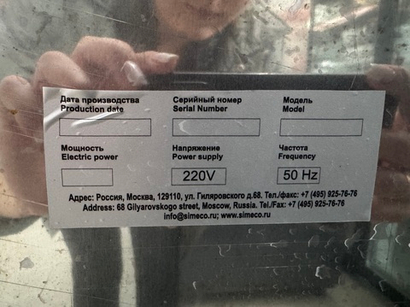 Дата производства Серийный номер Модель
Production date Serial Number Model
Мощность Напряжение Частота
Electric power Power supply Frequency
220V 50 Hz
Адрес: Россия, Москва, 129110, ул. Гиляровского д.68. Тел./факс: +7 (495) 925-76-76
Address: 68 Gilyarovskogo street, Moscow, Russia. Tel./Fax: +7 (495) 925-76-76
info@simeco.ru; www.simeco.ru